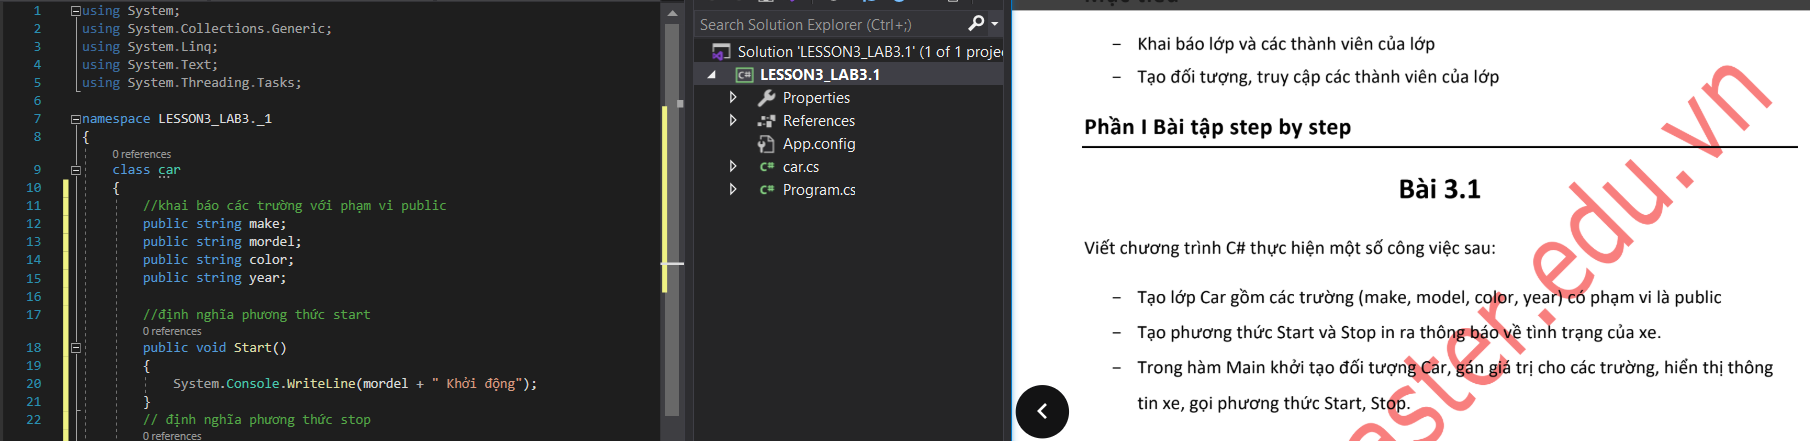 1 using System;
2 using System.Collections.Generic;
3 using System.Linq;
4 using System.Text;
5 using System.Threading.Tasks;
6
7 namespace LESSON3_LAB3._1
8 {
0 references
9 class car
10 {
11 //khai báo các trường với phạm vi public
12 public string make;
13 public string mordel;
14 public string color;
15 public string year;
16
17 //định nghĩa phương thức start
0 references
18 public void Start()
19 {
20 System.Console.WriteLine(mordel + " Khởi động");
21 }
22 // định nghĩa phương thức stop
0 references
Search Solution Explorer (Ctrl+;)
Solution 'LESSON3_LAB3.1' (1 of 1 proje
C# LESSON3_LAB3.1
Properties
References
App.config
C# car.cs
C# Program.cs
Mục tiêu
- Khai báo lớp và các thành viên của lớp
- Tạo đối tượng, truy cập các thành viên của lớp
Phần I Bài tập step by step
Bài 3.1
Viết chương trình C# thực hiện một số công việc sau:
- Tạo lớp Car gồm các trường (make, model, color, year) có phạm vi là public
- Tạo phương thức Start và Stop in ra thông báo về tình trạng của xe.
- Trong hàm Main khởi tạo đối tượng Car, gán giá trị cho các trường, hiển thị thông
tin xe, gọi phương thức Start, Stop.
aster.edu.vn